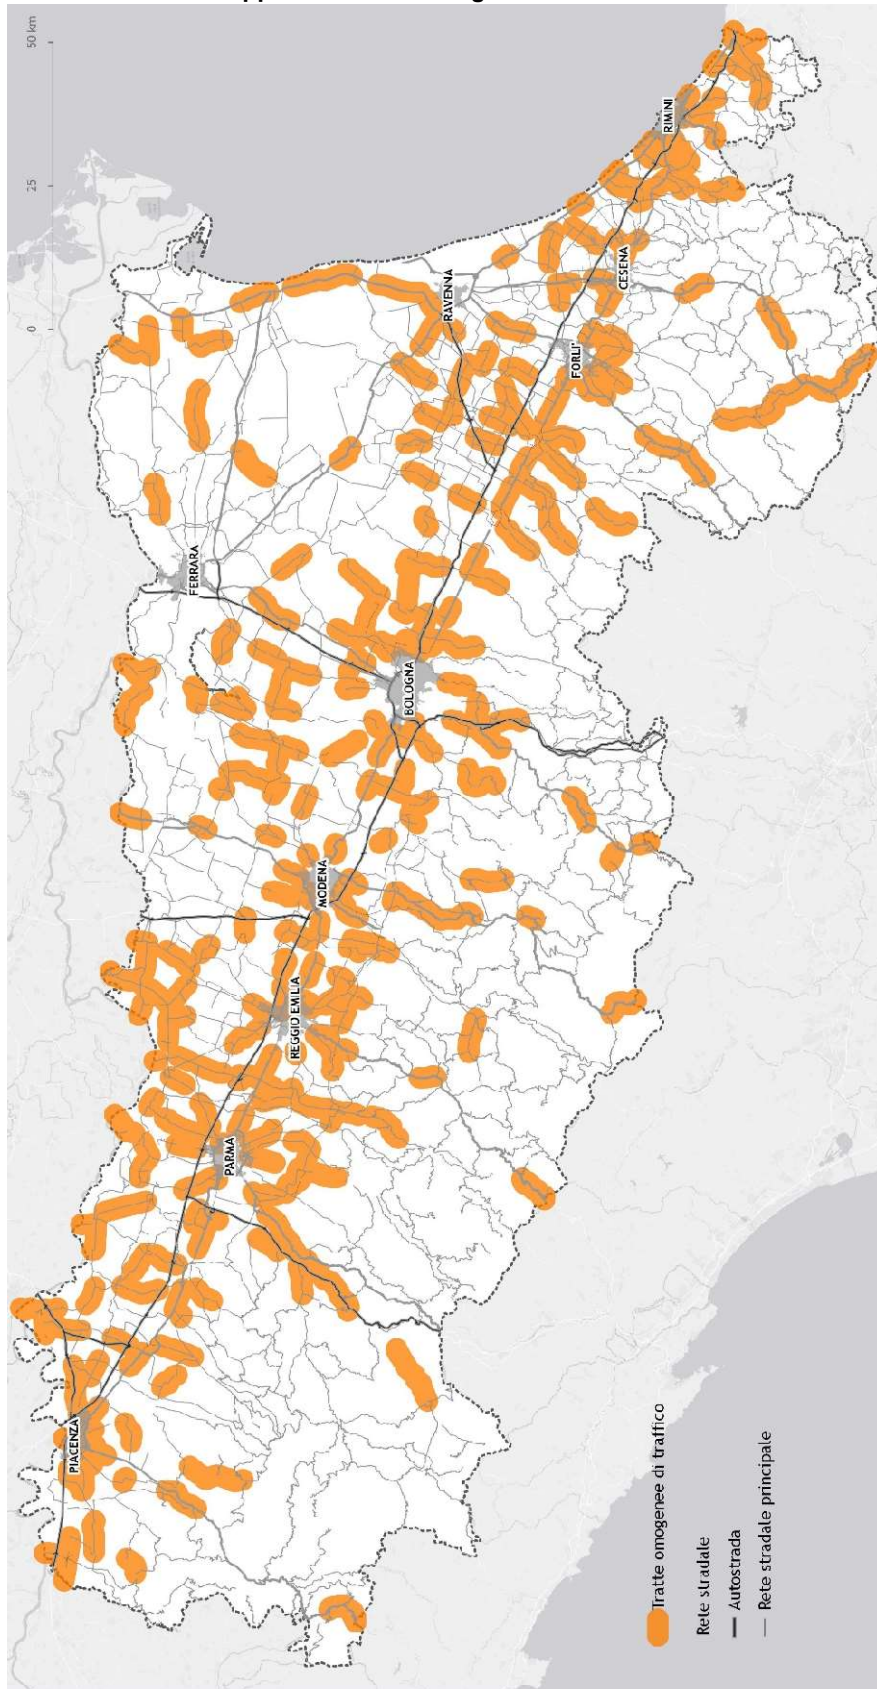 0 25 50 km
PIACENZA
PARMA
REGGIO EMILIA
MODENA
FERRARA
BOLOGNA
RAVENNA
FORLI'
CESENA
RIMINI
Tratte omogenee di traffico
Rete stradale
Autostrada
Rete stradale principale